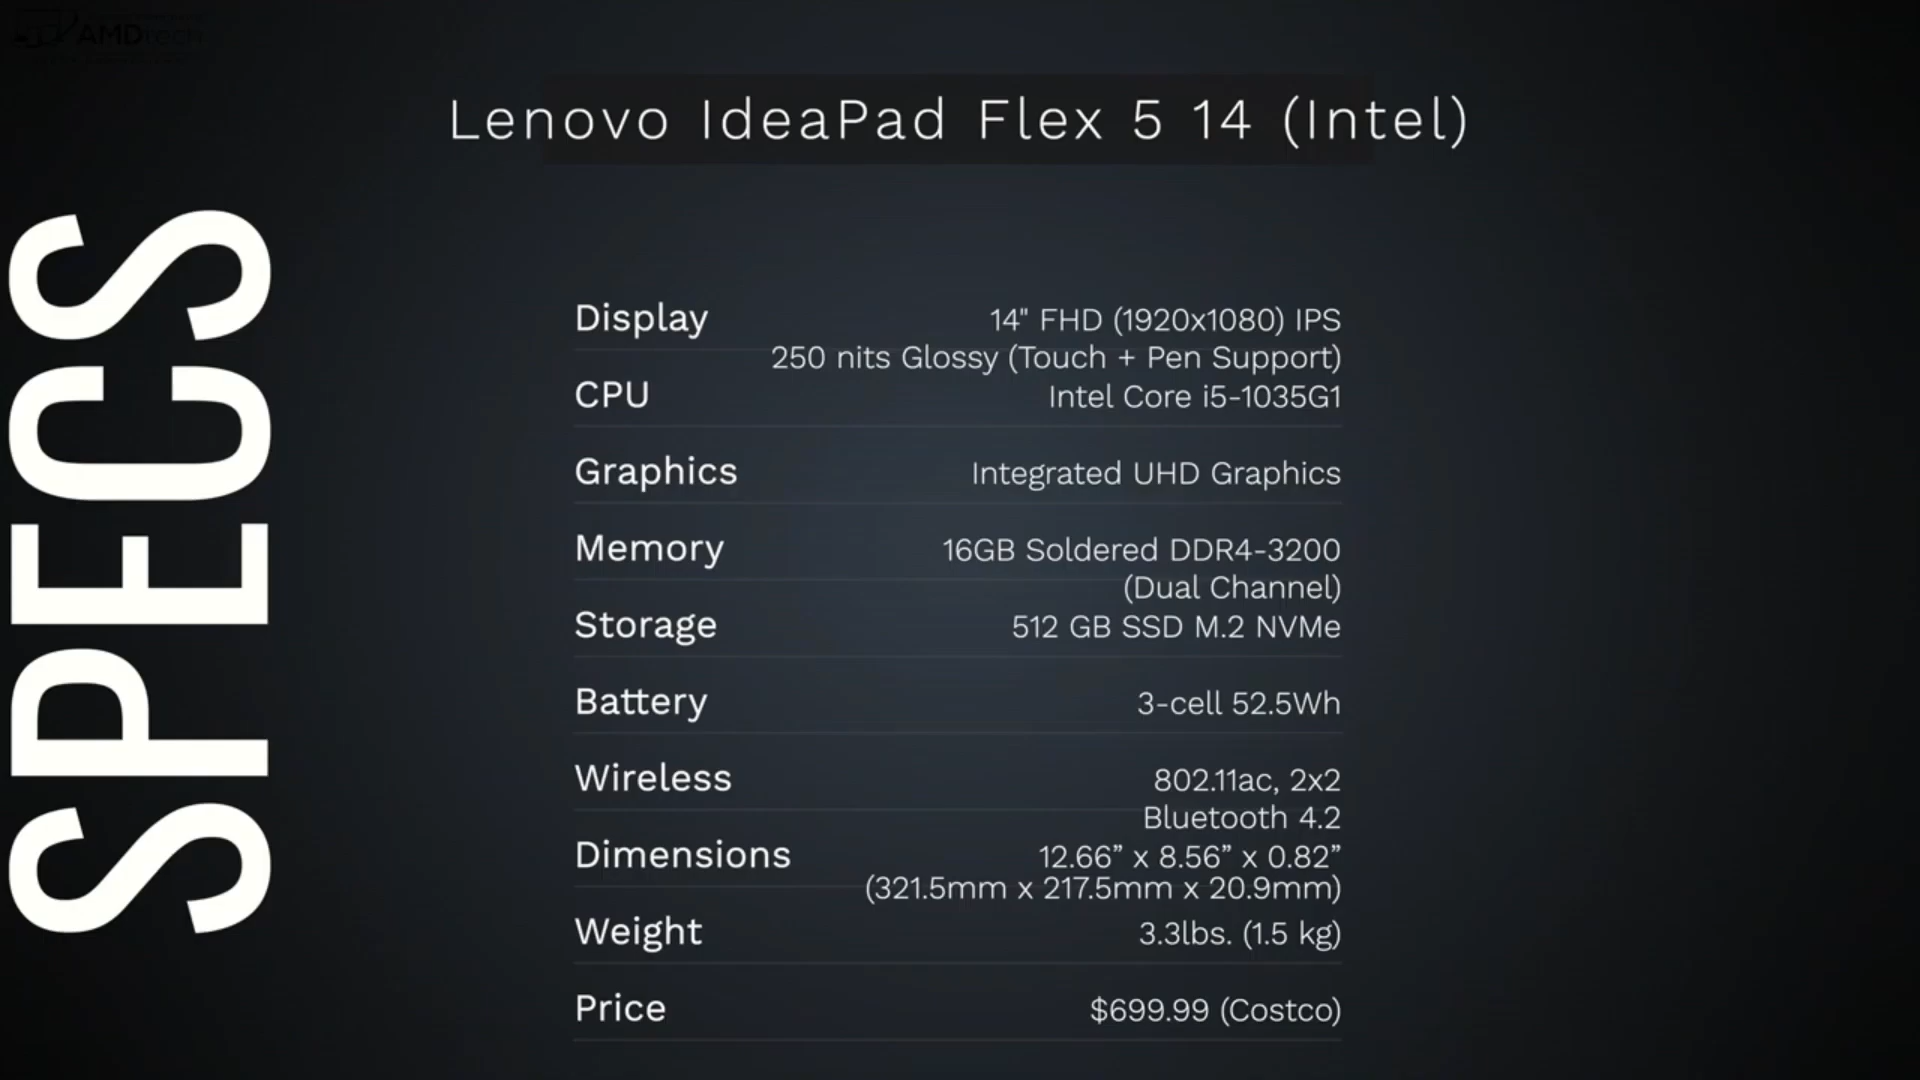 AMDtech
Lenovo IdeaPad Flex 5 14 (Intel)
SPECS
Display 14" FHD (1920x1080) IPS
250 nits Glossy (Touch + Pen Support)
CPU Intel Core i5-1035G1
Graphics Integrated UHD Graphics
Memory 16GB Soldered DDR4-3200
(Dual Channel)
Storage 512 GB SSD M.2 NVMe
Battery 3-cell 52.5Wh
Wireless 802.11ac, 2x2
Bluetooth 4.2
Dimensions 12.66” x 8.56” x 0.82”
(321.5mm x 217.5mm x 20.9mm)
Weight 3.3lbs. (1.5 kg)
Price $699.99 (Costco)